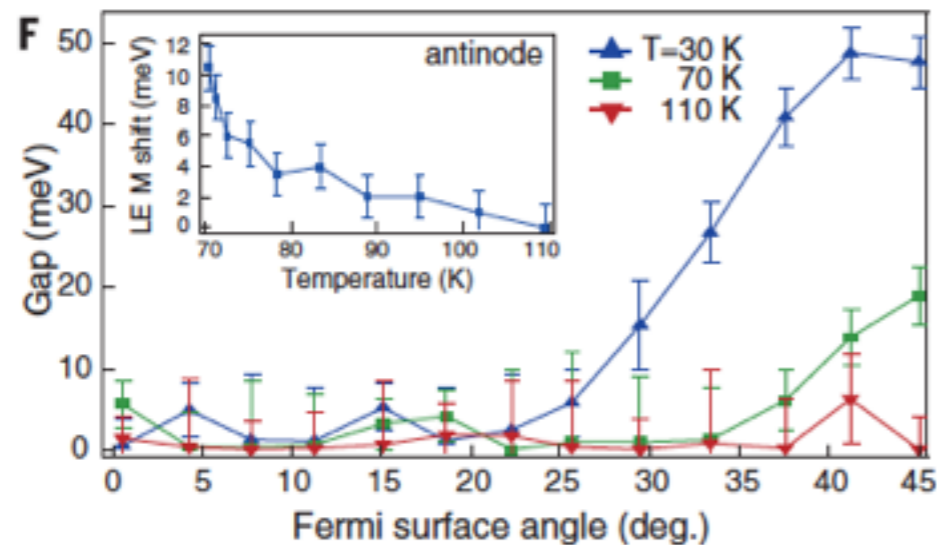 F
Gap (meV)
50
40
30
20
10
0
0 5 10 15 20 25 30 35 40 45
Fermi surface angle (deg.)
T=30 K
70 K
110 K
antinode
LE M shift (meV)
12
10
8
6
4
2
0
70 80 90 100 110
Temperature (K)